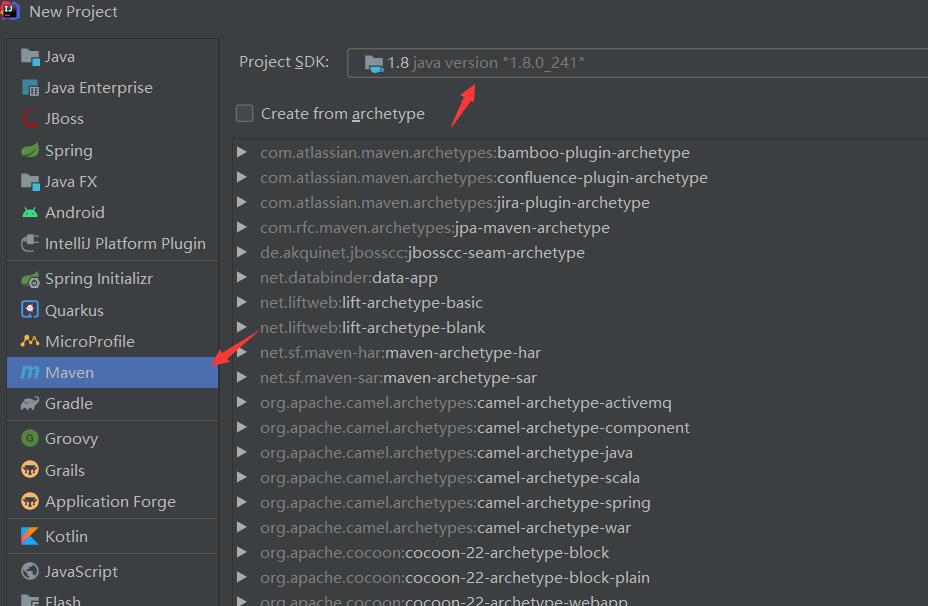 New Project
Java
Java Enterprise
JBoss
Spring
Java FX
Android
IntelliJ Platform Plugin
Spring Initializr
Quarkus
MicroProfile
Maven
Gradle
Groovy
Grails
Application Forge
Kotlin
JavaScript
Flash
Project SDK: 1.8 java version "1.8.0_241"
Create from archetype
com.atlassian.maven.archetypes:bamboo-plugin-archetype
com.atlassian.maven.archetypes:confluence-plugin-archetype
com.atlassian.maven.archetypes:jira-plugin-archetype
com.rfc.maven.archetypes:jpa-maven-archetype
de.akquinet.jbosscc:jbosscc-seam-archetype
net.databinder:data-app
net.liftweb:lift-archetype-basic
net.liftweb:lift-archetype-blank
net.sf.maven-har:maven-archetype-har
net.sf.maven-sar:maven-archetype-sar
org.apache.camel.archetypes:camel-archetype-activemq
org.apache.camel.archetypes:camel-archetype-component
org.apache.camel.archetypes:camel-archetype-java
org.apache.camel.archetypes:camel-archetype-scala
org.apache.camel.archetypes:camel-archetype-spring
org.apache.camel.archetypes:camel-archetype-war
org.apache.cocoon:cocoon-22-archetype-block
org.apache.cocoon:cocoon-22-archetype-block-plain
org.apache.cocoon:cocoon-22-archetype-webapp